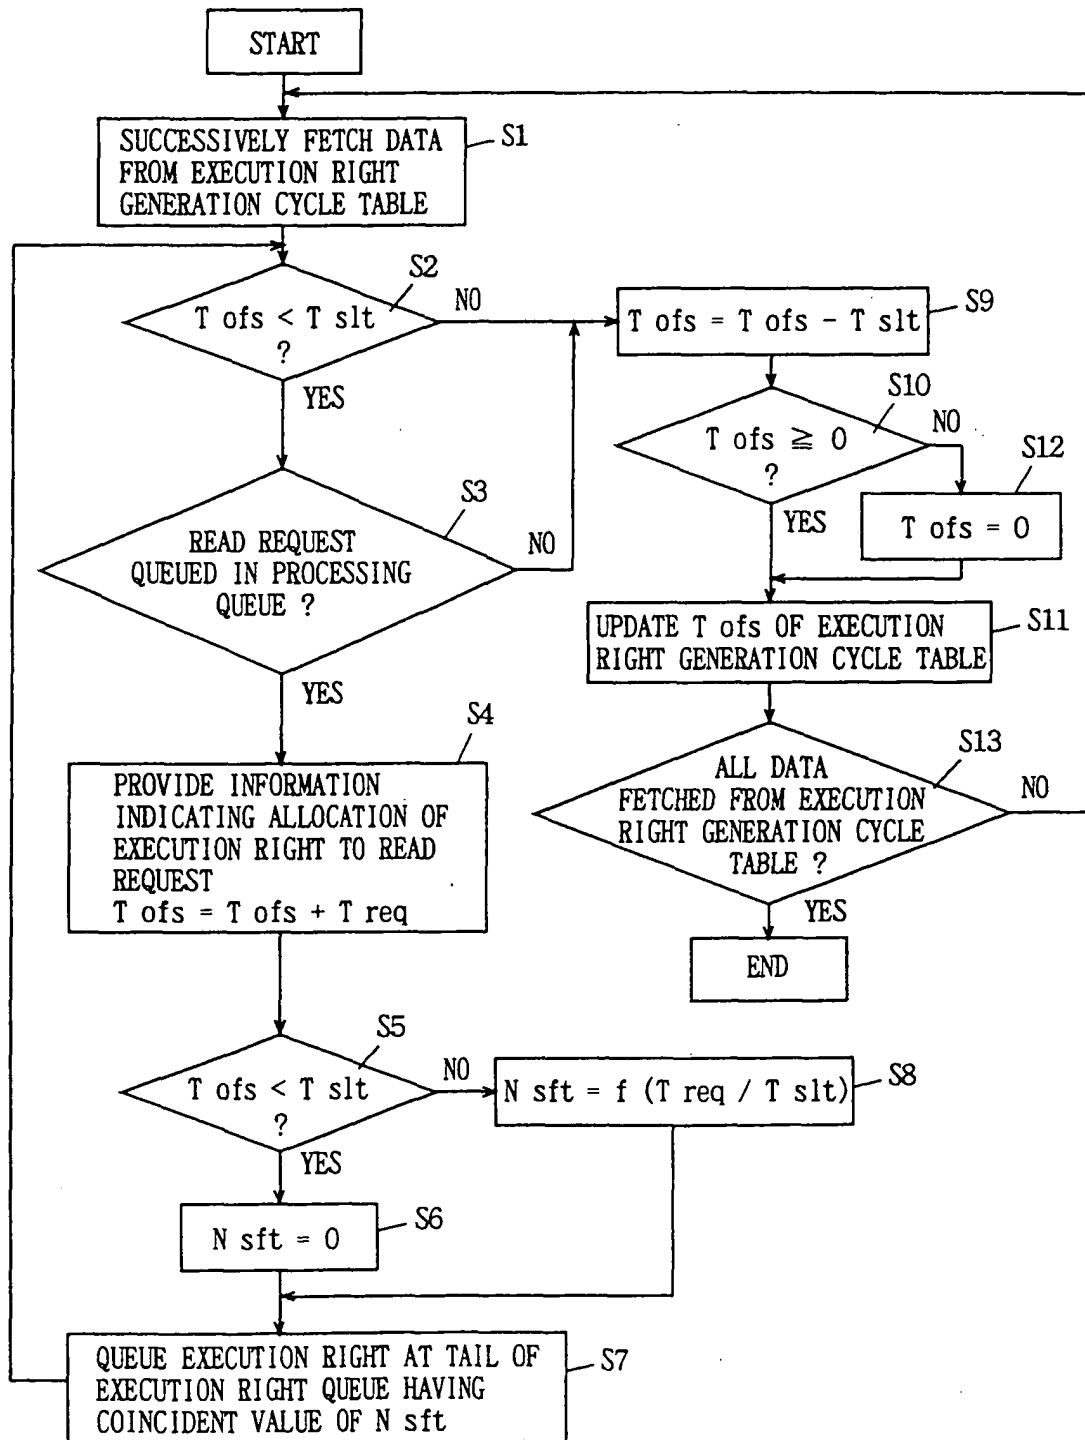 START
SUCCESSIVELY FETCH DATA
FROM EXECUTION RIGHT
GENERATION CYCLE TABLE
S1
T ofs < T slt
?
S2
NO
YES
READ REQUEST
QUEUED IN PROCESSING
QUEUE ?
S3
NO
YES
PROVIDE INFORMATION
INDICATING ALLOCATION OF
EXECUTION RIGHT TO READ
REQUEST
T ofs = T ofs + T req
S4
T ofs < T slt
?
S5
NO
YES
N sft = 0
S6
N sft = f (T req / T slt)
S8
QUEUE EXECUTION RIGHT AT TAIL OF
EXECUTION RIGHT QUEUE HAVING
COINCIDENT VALUE OF N sft
S7
T ofs = T ofs - T slt
S9
T ofs ≧ 0
?
S10
NO
YES
T ofs = 0
S12
UPDATE T ofs OF EXECUTION
RIGHT GENERATION CYCLE TABLE
S11
ALL DATA
FETCHED FROM EXECUTION
RIGHT GENERATION CYCLE
TABLE ?
S13
NO
YES
END